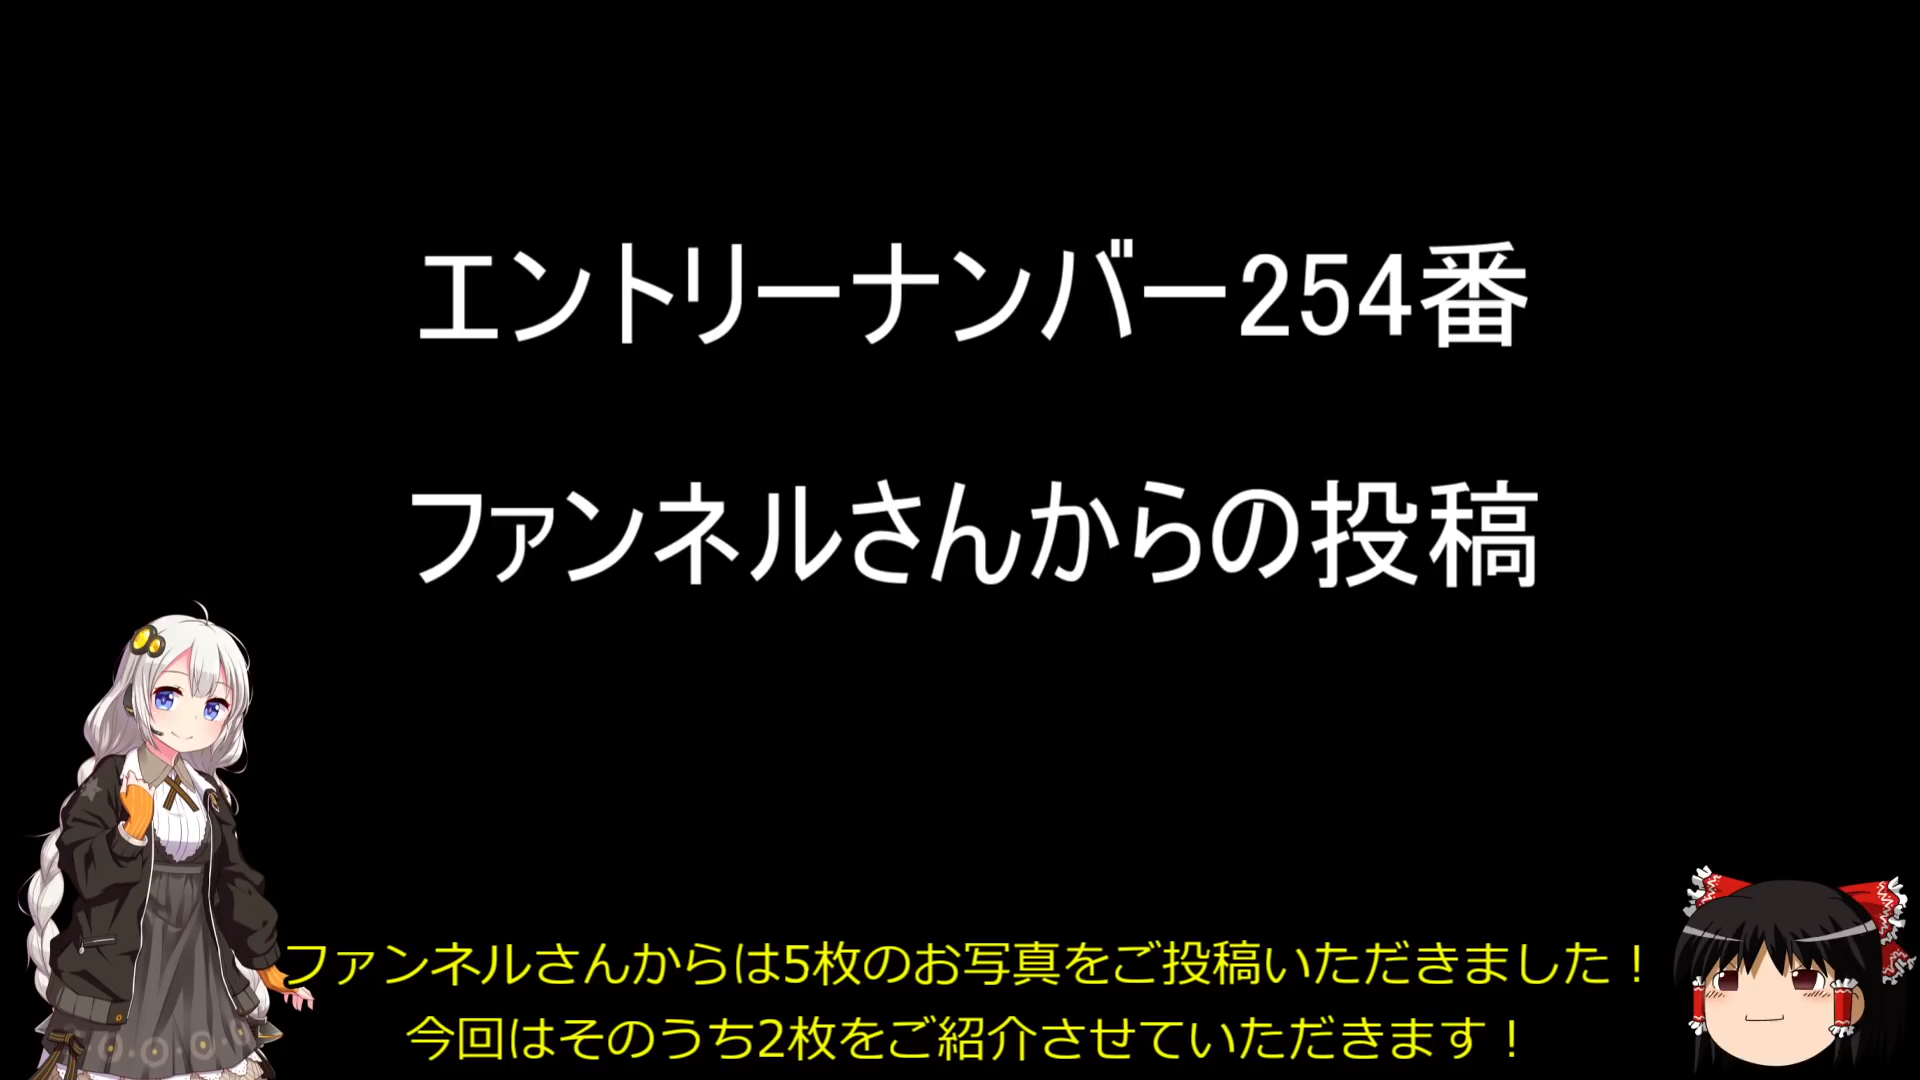 エントリーナンバー254番
ファンネルさんからの投稿
ファンネルさんからは5枚のお写真をご投稿いただきました！
今回はそのうち2枚をご紹介させていただきます！